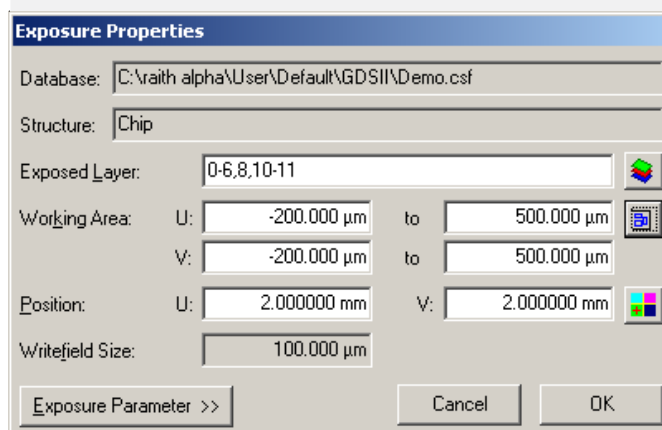 Exposure Properties
Database: C:\raith alpha\User\Default\GDSII\Demo.csf
Structure: Chip
Exposed Layer: 0-6,8,10-11
Working Area: U: -200.000 µm to 500.000 µm
V: -200.000 µm to 500.000 µm
Position: U: 2.000000 mm V: 2.000000 mm
Writefield Size: 100.000 µm
Exposure Parameter >> Cancel OK